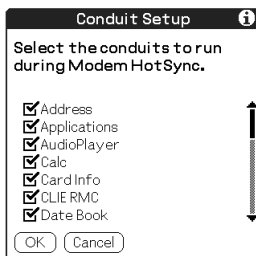 Conduit Setup
Select the conduits to run
during Modem HotSync.
Address
Applications
AudioPlayer
Calc
Card Info
CLIE RMC
Date Book
OK Cancel